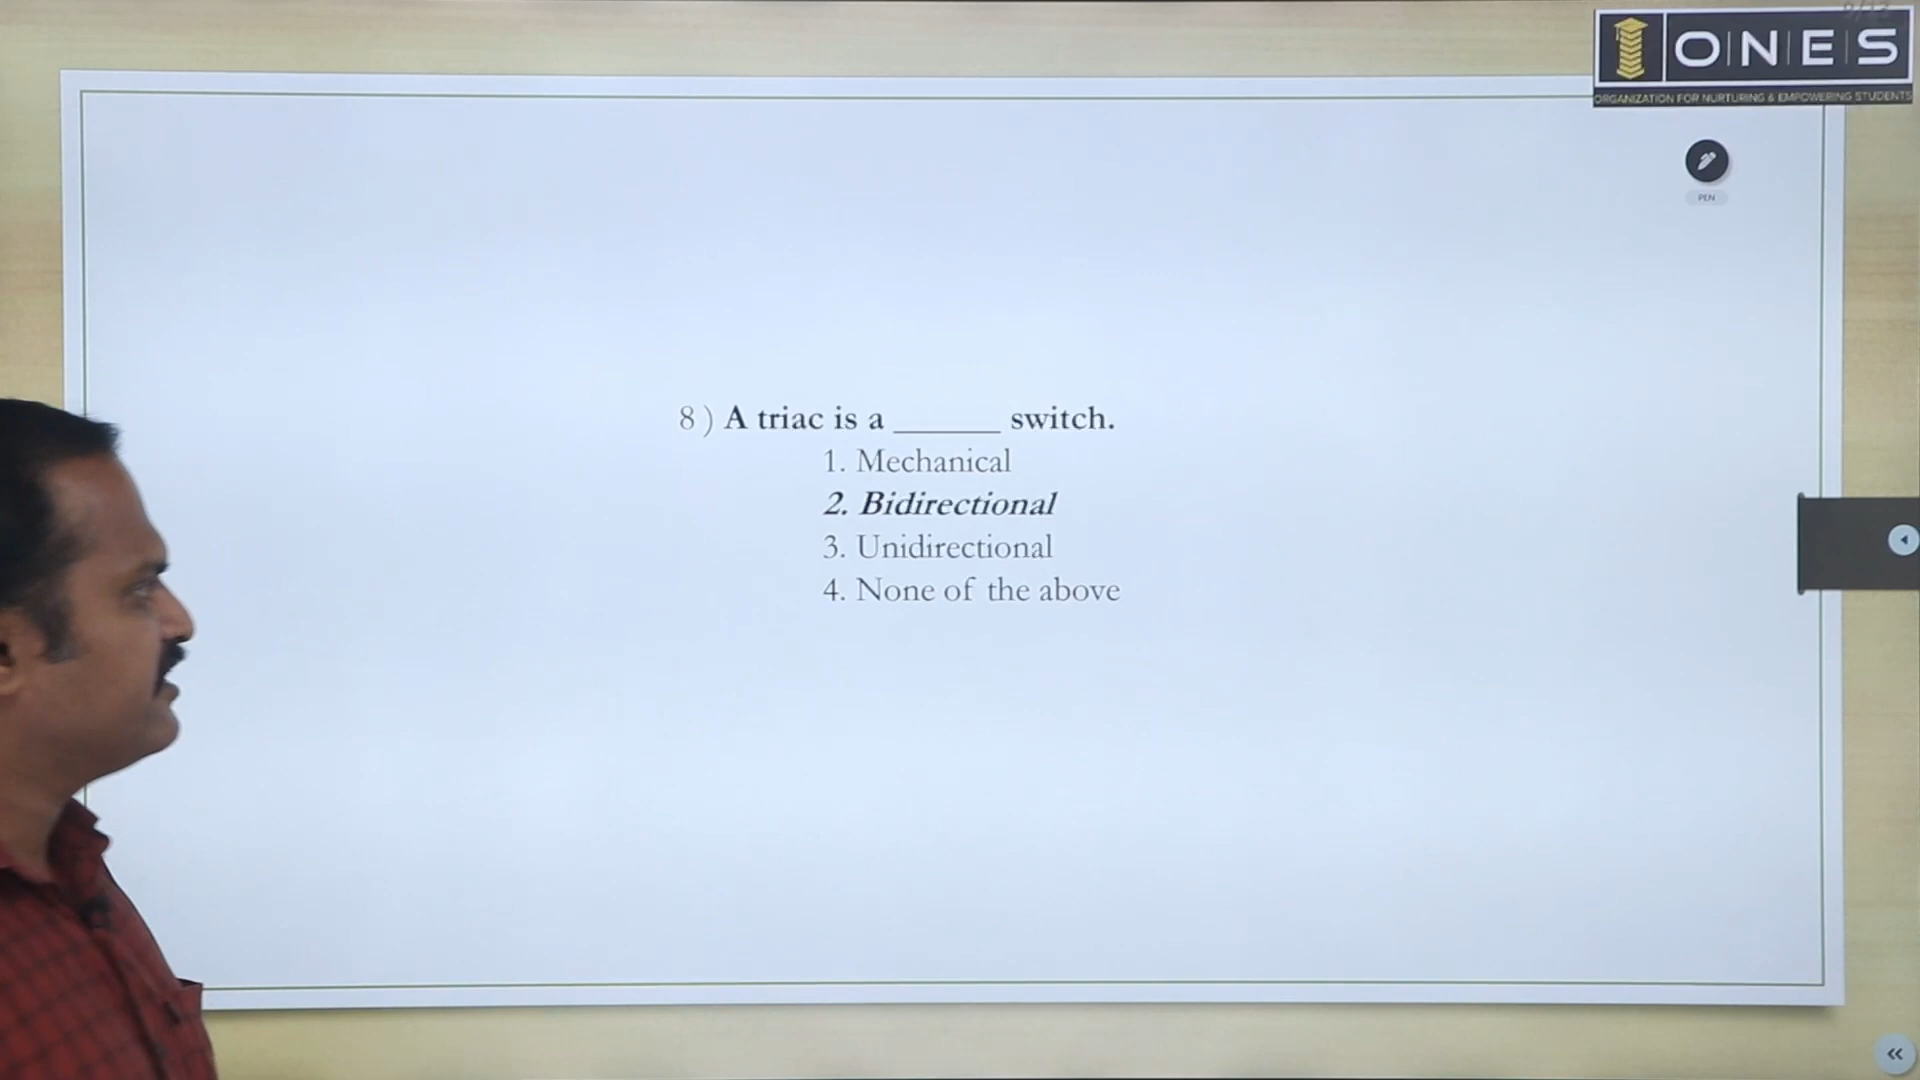 ONES
ORGANIZATION FOR NURTURING & EMPOWERING STUDENTS
PEN
8 ) A triac is a _______ switch.
1. Mechanical
2. Bidirectional
3. Unidirectional
4. None of the above